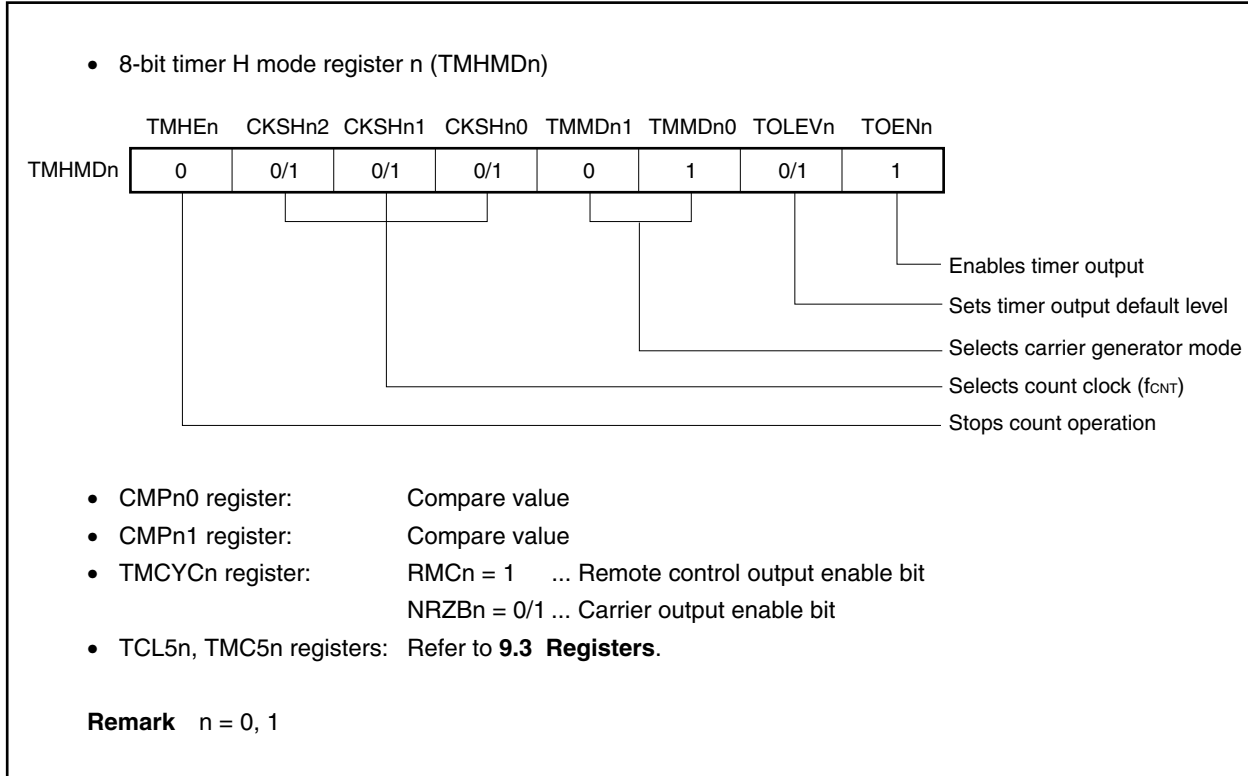 • 8-bit timer H mode register n (TMHMDn)
TMHEn CKSHn2 CKSHn1 CKSHn0 TMMDn1 TMMDn0 TOLEVn TOENn
TMHMDn 0 0/1 0/1 0/1 0 1 0/1 1
Enables timer output
Sets timer output default level
Selects carrier generator mode
Selects count clock (fCNT)
Stops count operation
• CMPn0 register: Compare value
• CMPn1 register: Compare value
• TMCYCn register: RMCn = 1 ... Remote control output enable bit
NRZBn = 0/1 ... Carrier output enable bit
• TCL5n, TMC5n registers: Refer to 9.3 Registers.
Remark n = 0, 1